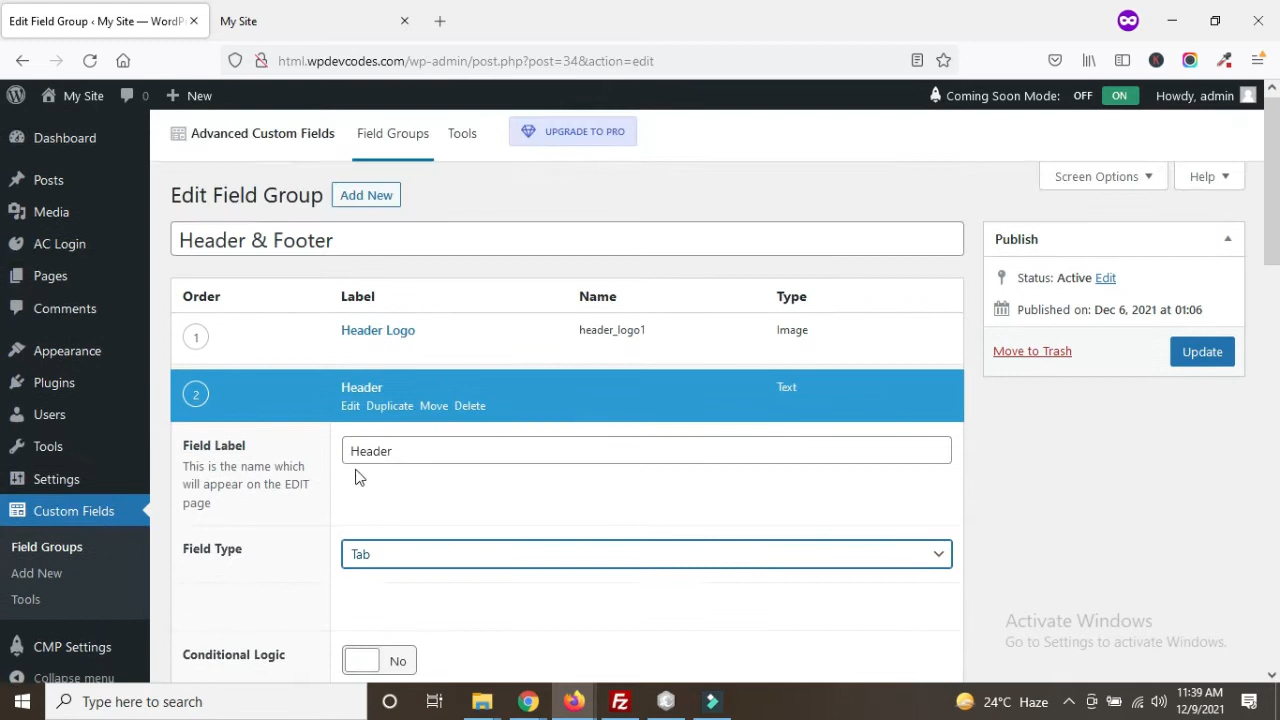 Edit Field Group ‹ My Site — WordPr
My Site
html.wpdevcodes.com/wp-admin/post.php?post=34&action=edit
My Site
0
New
Coming Soon Mode:
OFF
ON
Howdy, admin
Dashboard
Posts
Media
AC Login
Pages
Comments
Appearance
Plugins
Users
Tools
Settings
Custom Fields
Field Groups
Add New
Tools
CMP Settings
Collapse menu
Advanced Custom Fields
Field Groups
Tools
UPGRADE TO PRO
Screen Options
Help
Edit Field Group
Add New
Header & Footer
Order
Label
Name
Type
1
Header Logo
header_logo1
Image
2
Header
Text
Edit Duplicate Move Delete
Field Label
This is the name which
will appear on the EDIT
page
Header
Field Type
Tab
Conditional Logic
No
Publish
Status: Active Edit
Published on: Dec 6, 2021 at 01:06
Move to Trash
Update
Activate Windows
Go to Settings to activate Windows.
Type here to search
24°C Haze
11:39 AM
12/9/2021